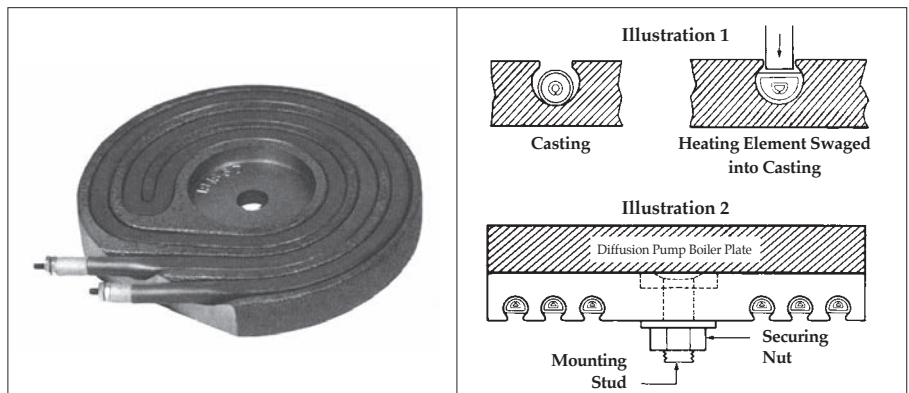 Illustration 1
Casting
Heating Element Swaged
into Casting
Illustration 2
Diffusion Pump Boiler Plate
Securing
Nut
Mounting
Stud